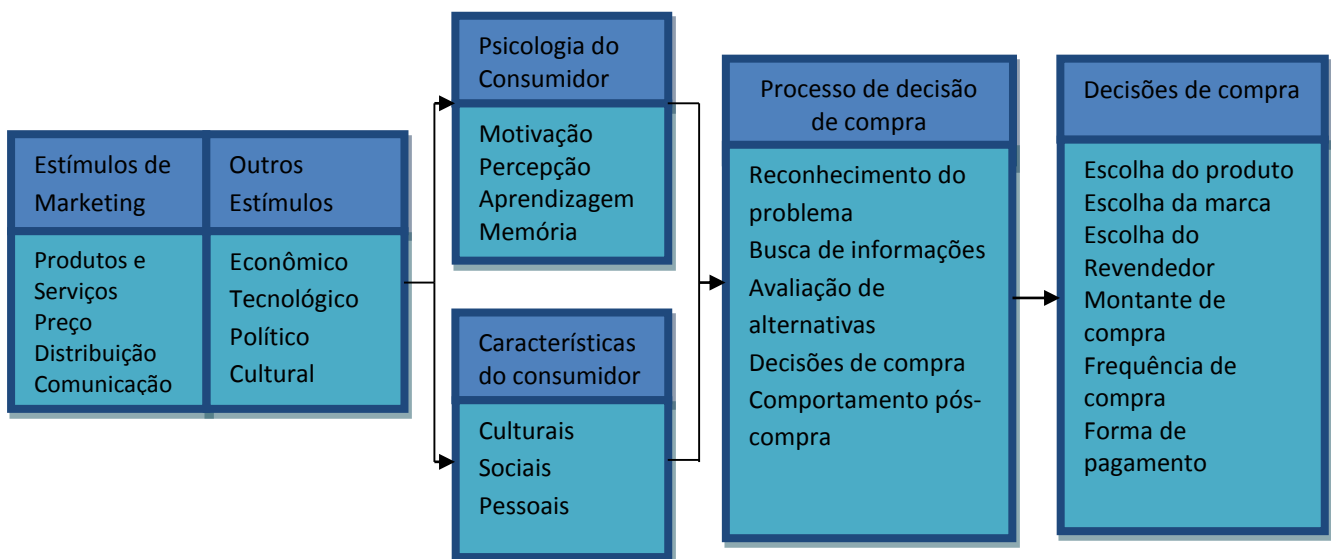 Estímulos de
Marketing
Produtos e
Serviços
Preço
Distribuição
Comunicação
Outros
Estímulos
Econômico
Tecnológico
Político
Cultural
Psicologia do
Consumidor
Motivação
Percepção
Aprendizagem
Memória
Características
do consumidor
Culturais
Sociais
Pessoais
Processo de decisão
de compra
Reconhecimento do
problema
Busca de informações
Avaliação de
alternativas
Decisões de compra
Comportamento pós-
compra
Decisões de compra
Escolha do produto
Escolha da marca
Escolha do
Revendedor
Montante de
compra
Frequência de
compra
Forma de
pagamento